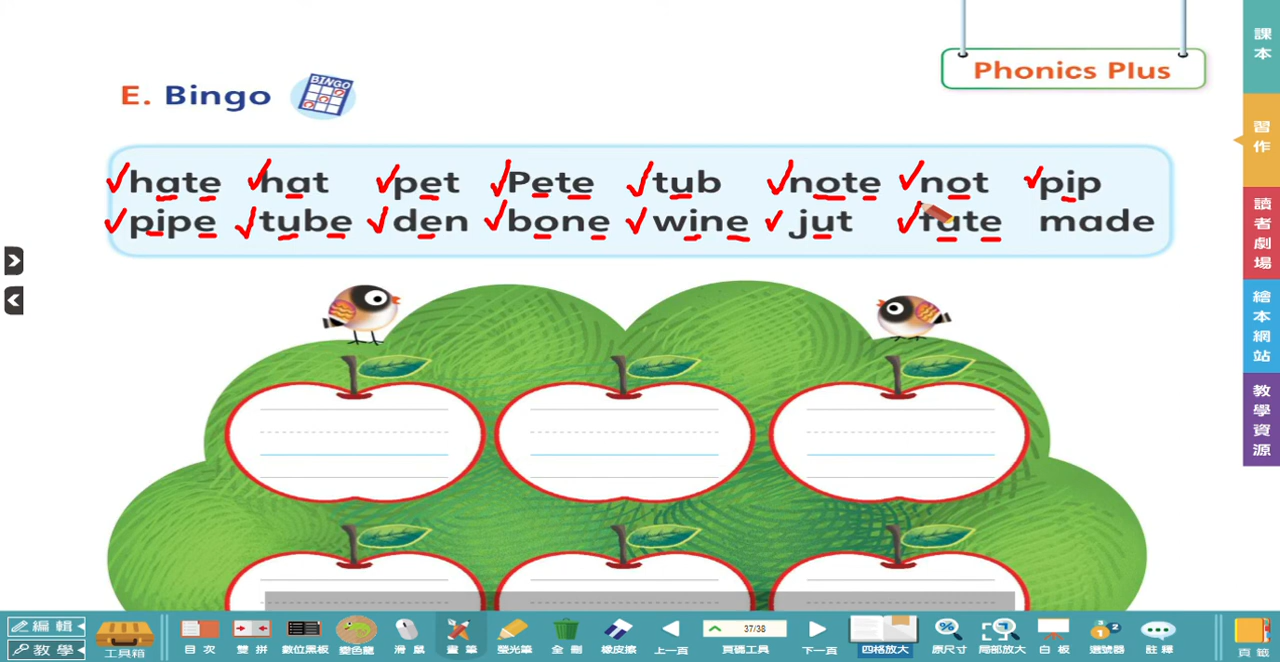 Phonics Plus
E. Bingo
BINGO
hate hat pet Pete tub note not pip
pipe tube den bone wine jut made
課本
習作
讀者劇場
繪本網站
教學資源
編輯
教學
工具箱
目次
雙拼
數位黑板
變色龍
滑鼠
畫筆
螢光筆
全刪
橡皮擦
上一頁
37/38
頁碼工具
下一頁
四格放大
原尺寸
局部放大
白板
選號器
註釋
頁籤